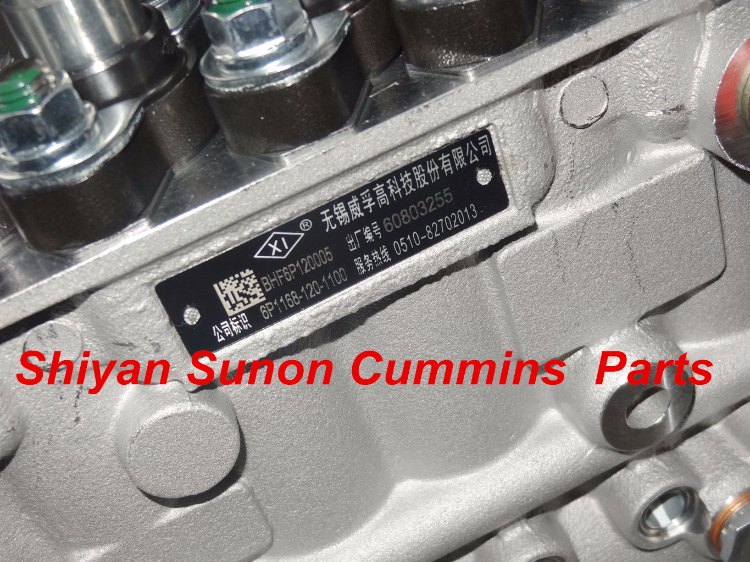 XI ®
无锡威孚高科技股份有限公司
BHF6P120005
出厂编号 60803255
6P1168-120-1100
服务热线 0510-82702013
公司标识
Shiyan Sunon Cummins Parts